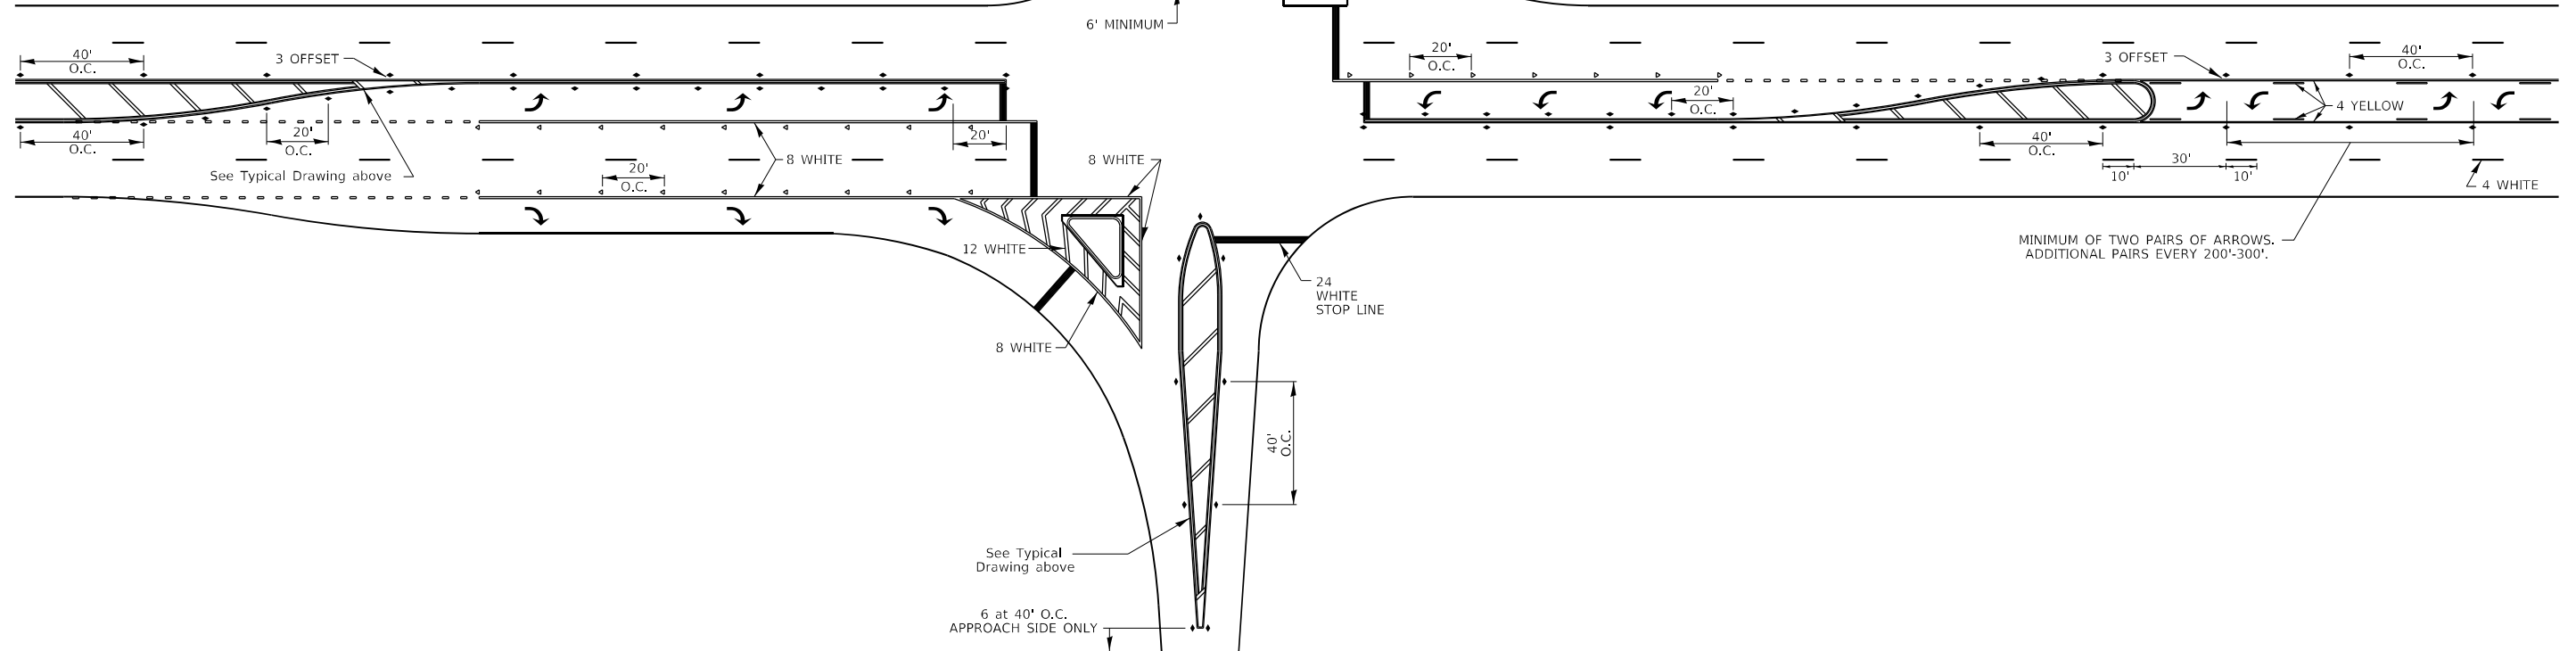 6' MINIMUM
40'
O.C.
3 OFFSET
20'
O.C.
3 OFFSET
40'
O.C.
40'
O.C.
20'
O.C.
See Typical Drawing above
20'
O.C.
8 WHITE
20'
8 WHITE
20'
O.C.
4 YELLOW
40'
O.C.
10'
30'
10'
4 WHITE
12 WHITE
8 WHITE
24
WHITE
STOP LINE
MINIMUM OF TWO PAIRS OF ARROWS.
ADDITIONAL PAIRS EVERY 200'-300'.
40'
O.C.
See Typical
Drawing above
6 at 40' O.C.
APPROACH SIDE ONLY